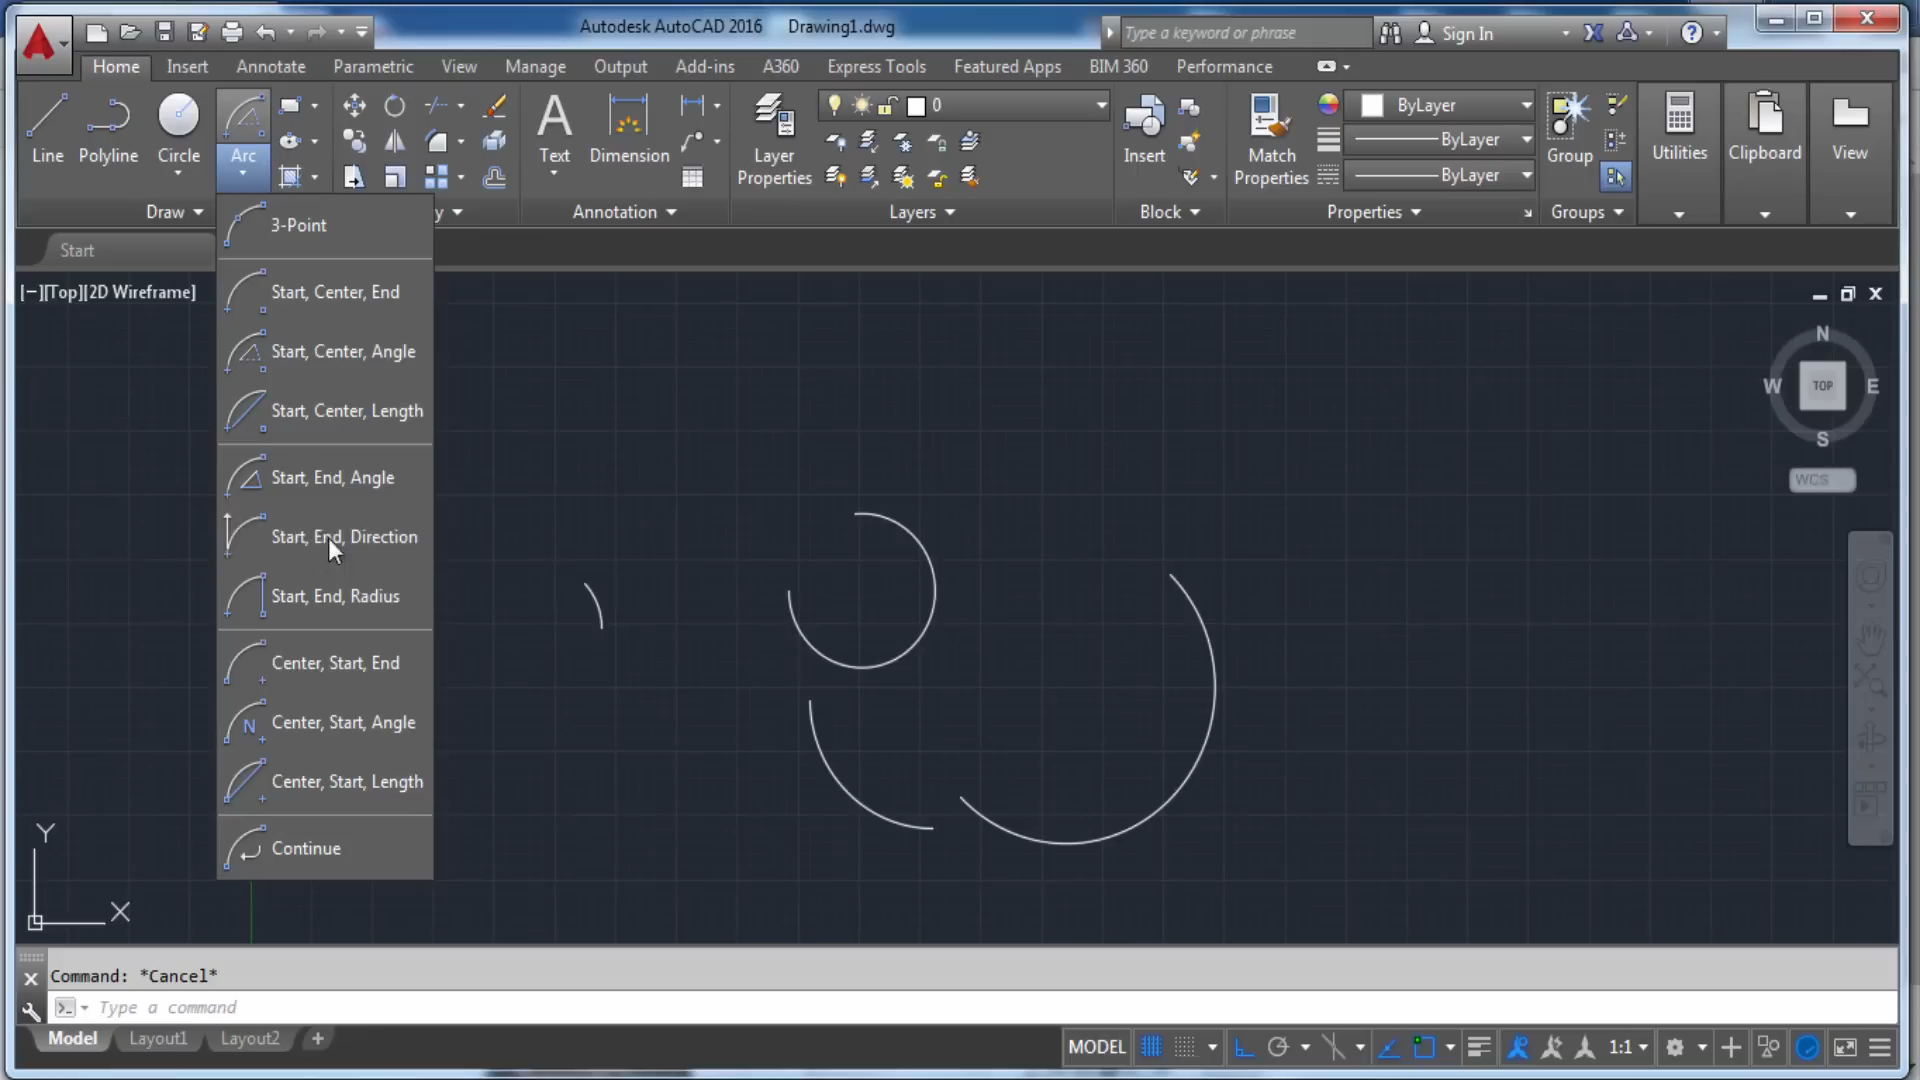 Autodesk AutoCAD 2016 Drawing1.dwg
Type a keyword or phrase
Sign In
Home Insert Annotate Parametric View Manage Output Add-ins A360 Express Tools Featured Apps BIM 360 Performance
Line Polyline Circle Arc
Text Dimension
Layer Properties
0
Insert
Match Properties
ByLayer
ByLayer
ByLayer
Group
Utilities
Clipboard
View
Draw
y
Annotation
Layers
Block
Properties
Groups
Start
[−][Top][2D Wireframe]
3-Point
Start, Center, End
Start, Center, Angle
Start, Center, Length
Start, End, Angle
Start, End, Direction
Start, End, Radius
Center, Start, End
Center, Start, Angle
Center, Start, Length
Continue
N
W TOP E
S
WCS
Y
X
Command: *Cancel*
Type a command
Model Layout1 Layout2 +
MODEL 1:1